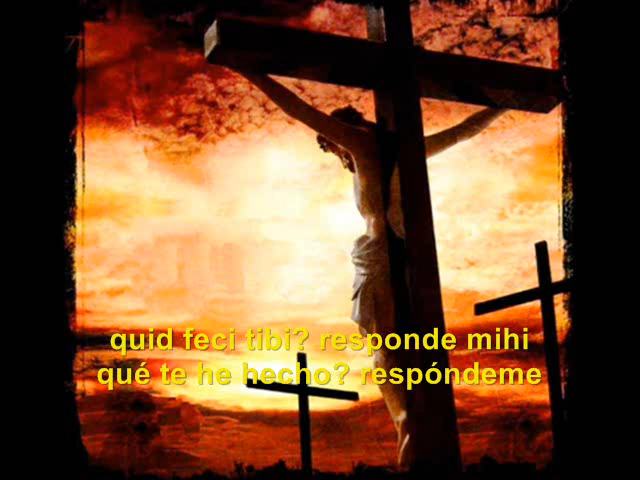 quid feci tibi? responde mihi
qué te he hecho? respóndeme